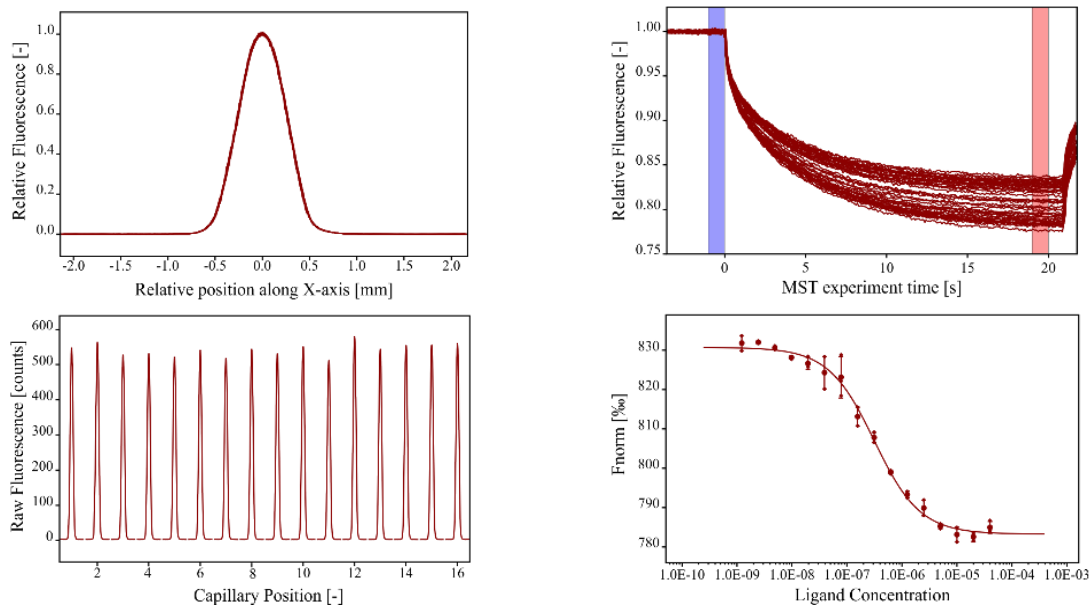 Relative Fluorescence [-]
1.0
0.8
0.6
0.4
0.2
0.0
-2.0 -1.5 -1.0 -0.5 0.0 0.5 1.0 1.5 2.0
Relative position along X-axis [mm]
Relative Fluorescence [-]
1.00
0.95
0.90
0.85
0.80
0.75
0 5 10 15 20
MST experiment time [s]
Raw Fluorescence [counts]
600
500
400
300
200
100
0
2 4 6 8 10 12 14 16
Capillary Position [-]
Fnorm [‰]
830
820
810
800
790
780
1.0E-10 1.0E-09 1.0E-08 1.0E-07 1.0E-06 1.0E-05 1.0E-04 1.0E-03
Ligand Concentration